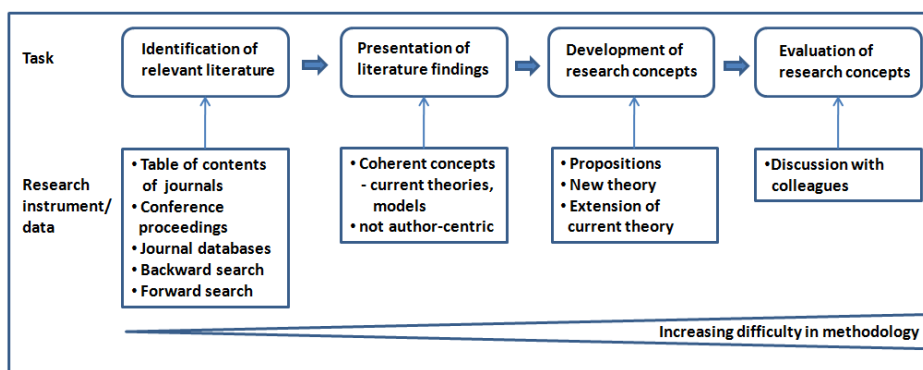 Task
Identification of
relevant literature
Presentation of
literature findings
Development of
research concepts
Evaluation of
research concepts
Research
instrument/
data
• Table of contents
of journals
• Conference
proceedings
• Journal databases
• Backward search
• Forward search
• Coherent concepts
- current theories,
models
• not author-centric
• Propositions
• New theory
• Extension of
current theory
• Discussion with
colleagues
Increasing difficulty in methodology